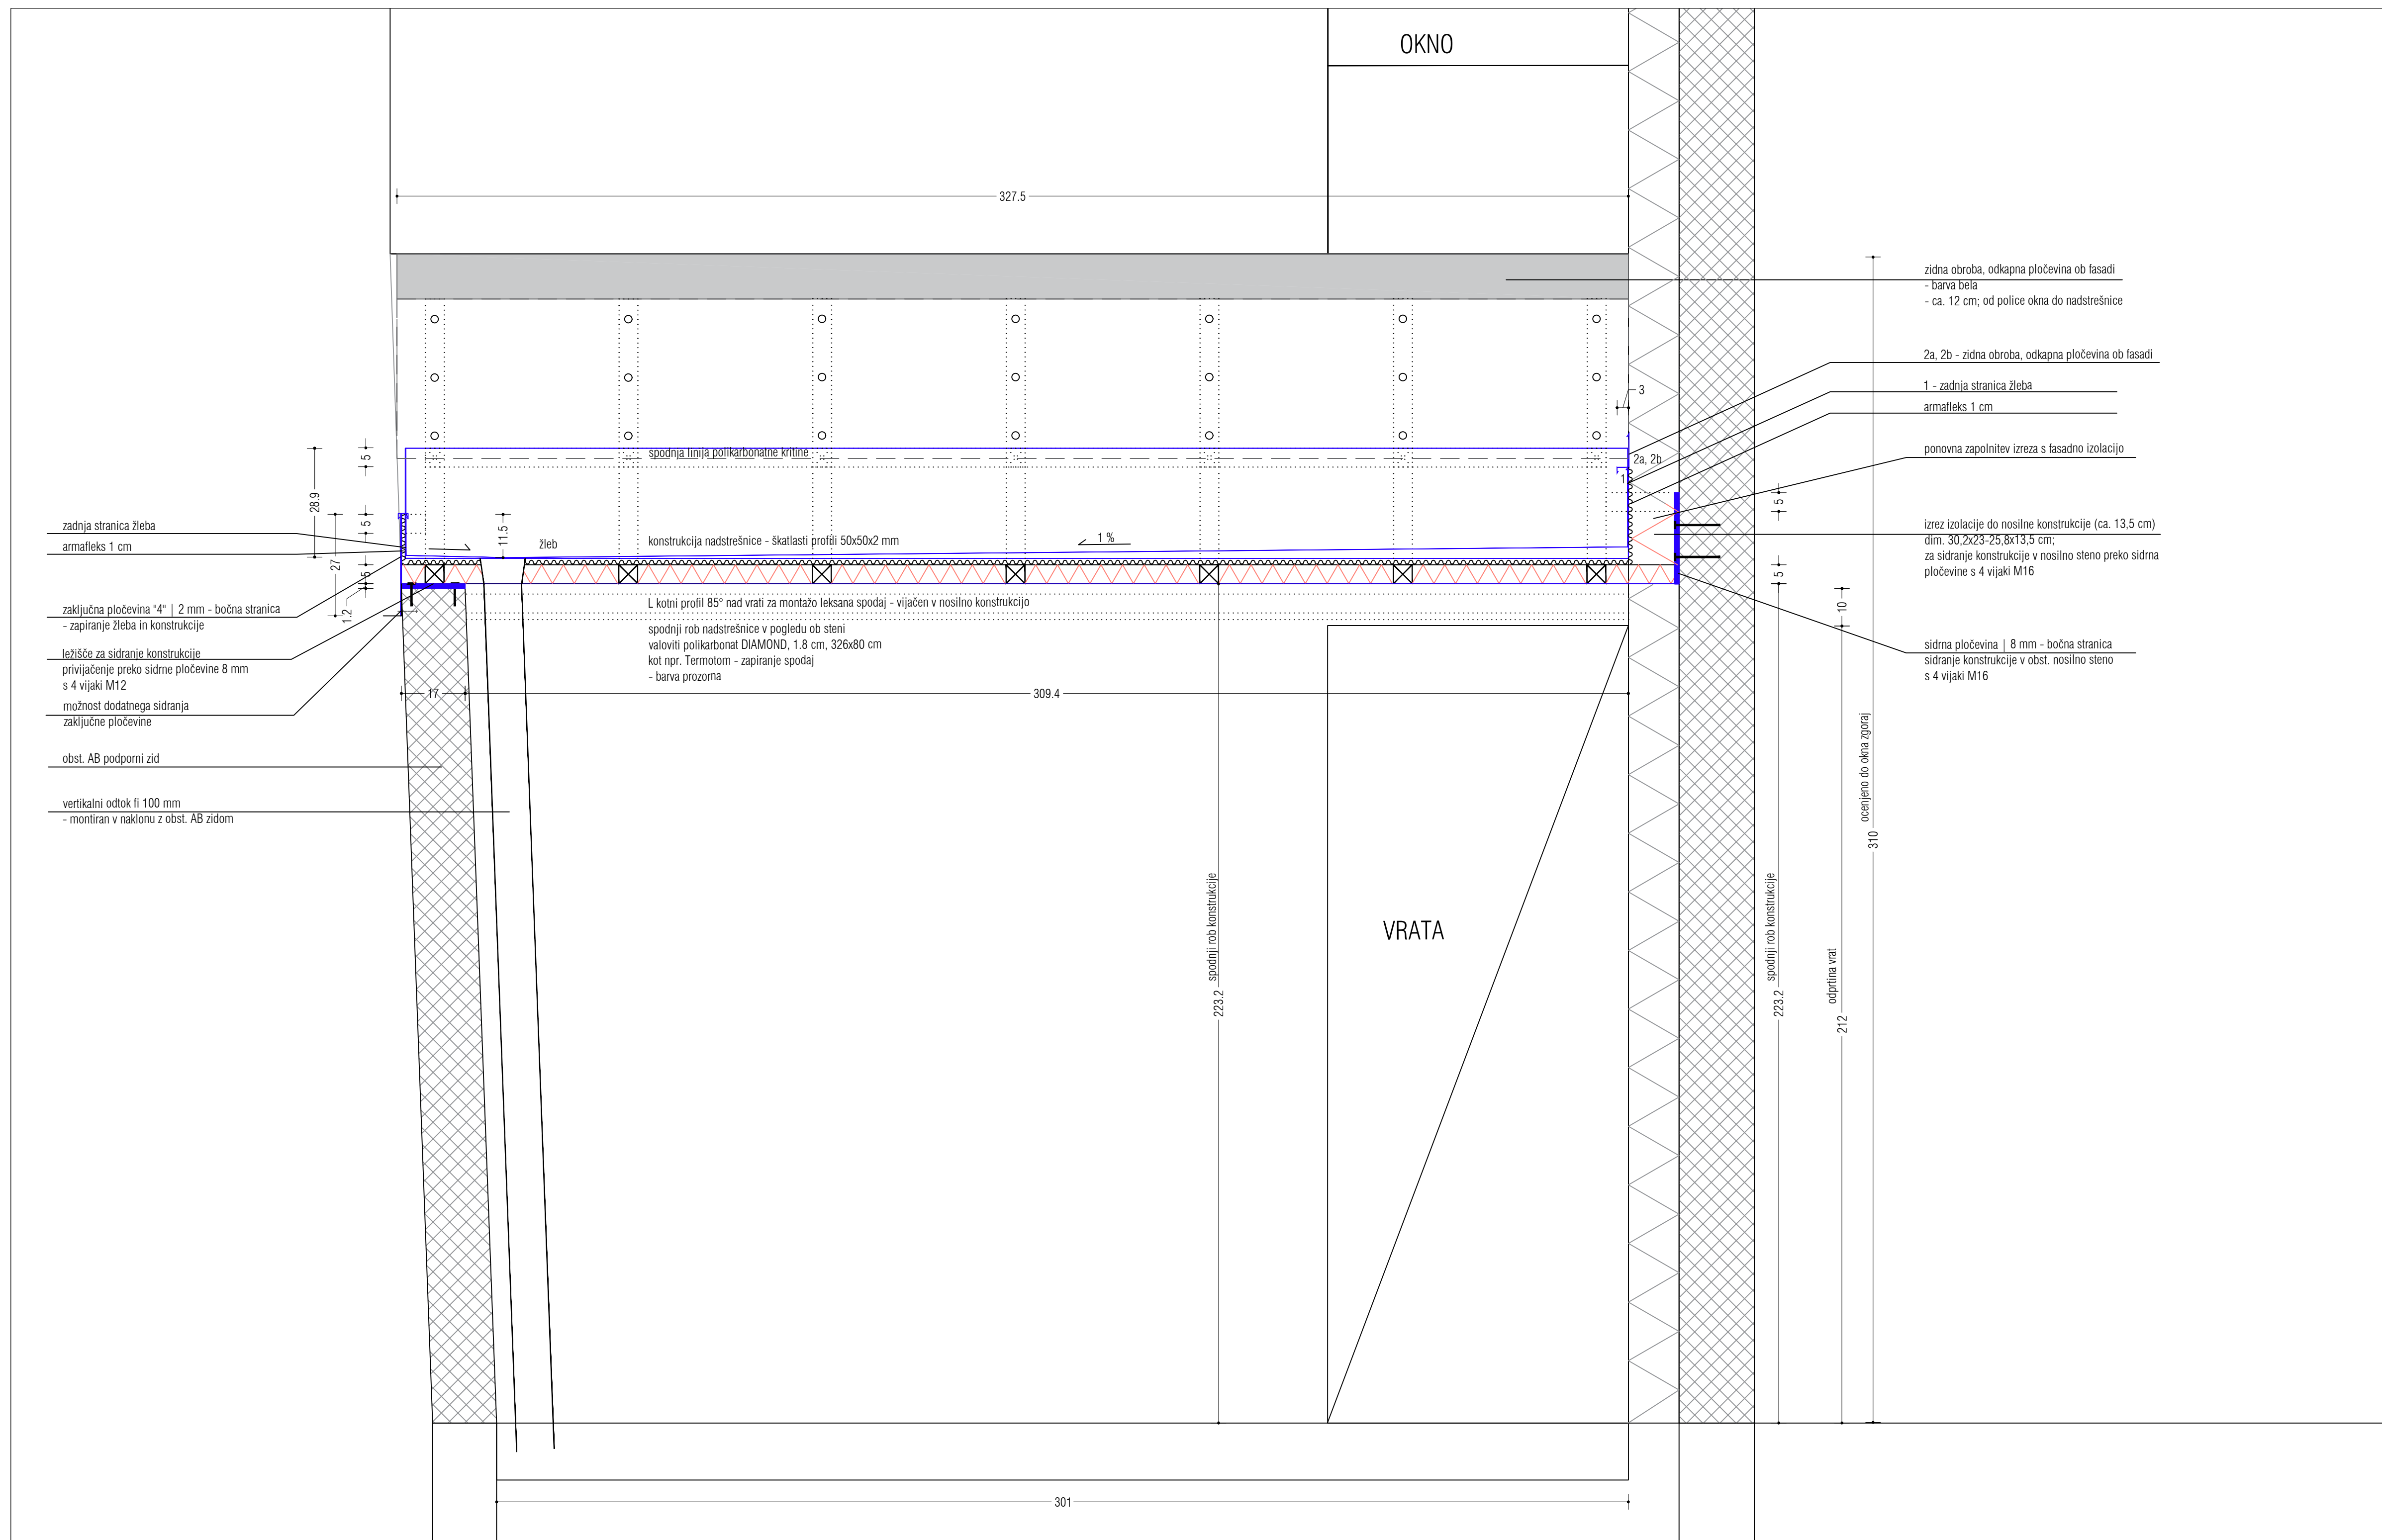 OKNO
327.5
zidna obroba, odkapna pločevina ob fasadi
- barva bela
- ca. 12 cm; od police okna do nadstrešnice
2a, 2b - zidna obroba, odkapna pločevina ob fasadi
1 - zadnja stranica žleba
armafleks 1 cm
ponovna zapolnitev izreza s fasadno izolacijo
izrez izolacije do nosilne konstrukcije (ca. 13,5 cm)
dim. 30,2x23-25,8x13,5 cm;
za sidranje konstrukcije v nosilno steno preko sidrna
pločevine s 4 vijaki M16
sidrna pločevina | 8 mm - bočna stranica
sidranje konstrukcije v obst. nosilno steno
s 4 vijaki M16
3
spodnja linija polikarbonatne kritine
2a, 2b
1
5
28.9
5
11.5
27
5
1.2
5
5
10
žleb
konstrukcija nadstrešnice - škatlasti profili 50x50x2 mm
1 %
L kotni profil 85° nad vrati za montažo leksana spodaj - vijačen v nosilno konstrukcijo
spodnji rob nadstrešnice v pogledu ob steni
valoviti polikarbonat DIAMOND, 1.8 cm, 326x80 cm
kot npr. Termotom - zapiranje spodaj
- barva prozorna
17
309.4
zadnja stranica žleba
armafleks 1 cm
zaključna pločevina "4" | 2 mm - bočna stranica
- zapiranje žleba in konstrukcije
ležišče za sidranje konstrukcije
privijačenje preko sidrne pločevine 8 mm
s 4 vijaki M12
možnost dodatnega sidranja
zaključne pločevine
obst. AB podporni zid
vertikalni odtok fi 100 mm
- montiran v naklonu z obst. AB zidom
VRATA
223.2 spodnji rob konstrukcije
223.2 spodnji rob konstrukcije
212 odprtina vrat
310 ocenjeno do okna zgoraj
301